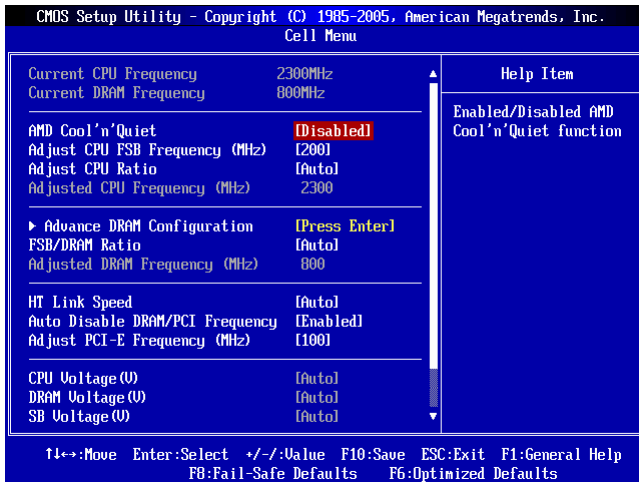 CMOS Setup Utility - Copyright (C) 1985-2005, American Megatrends, Inc.
Cell Menu
Current CPU Frequency 2300MHz
Current DRAM Frequency 800MHz
AMD Cool'n'Quiet [Disabled]
Adjust CPU FSB Frequency (MHz) [200]
Adjust CPU Ratio [Auto]
Adjusted CPU Frequency (MHz) 2300
▶ Advance DRAM Configuration [Press Enter]
FSB/DRAM Ratio [Auto]
Adjusted DRAM Frequency (MHz) 800
HT Link Speed [Auto]
Auto Disable DRAM/PCI Frequency [Enabled]
Adjust PCI-E Frequency (MHz) [100]
CPU Voltage(V) [Auto]
DRAM Voltage(V) [Auto]
SB Voltage(V) [Auto]
Help Item
Enabled/Disabled AMD
Cool'n'Quiet function
↑↓↔:Move Enter:Select +/-/:Value F10:Save ESC:Exit F1:General Help
F8:Fail-Safe Defaults F6:Optimized Defaults